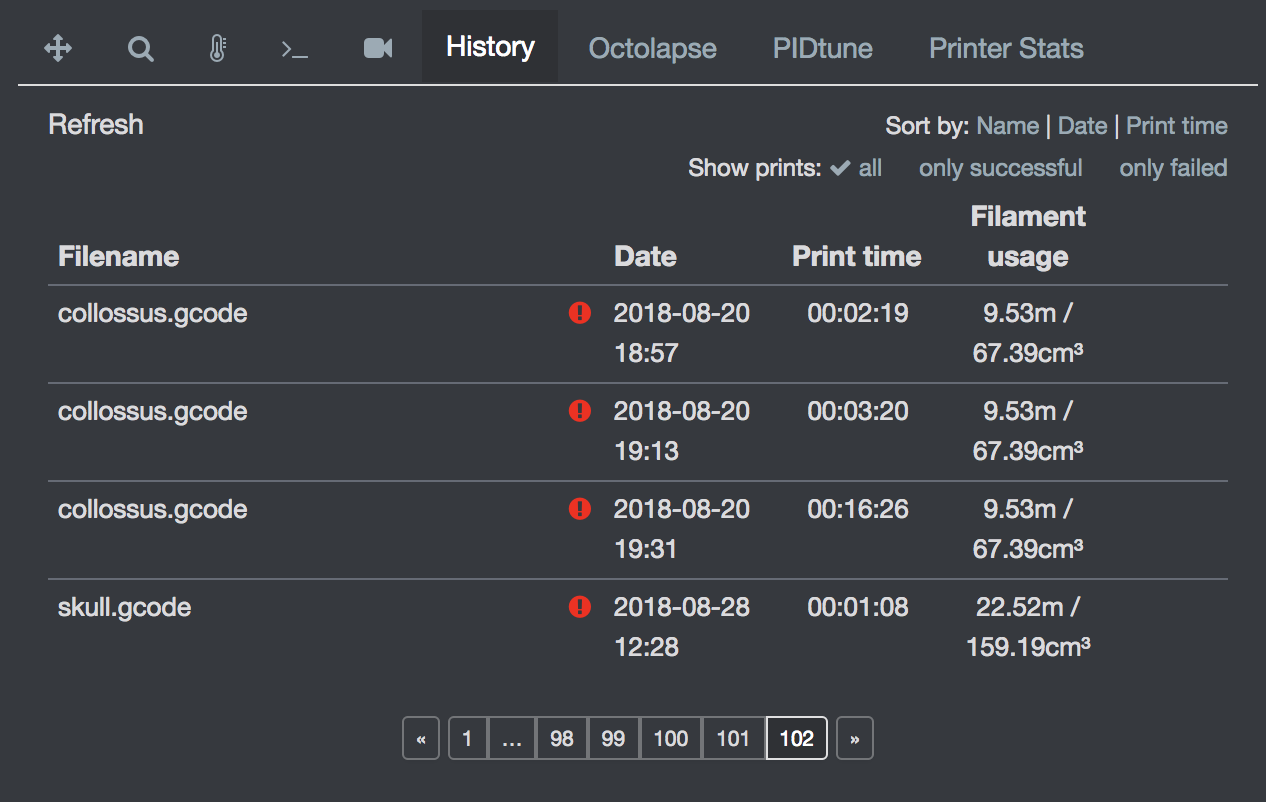 History Octolapse PIDtune Printer Stats
Refresh
Sort by: Name | Date | Print time
Show prints: all only successful only failed
Filename Date Print time Filament usage
collossus.gcode 2018-08-20 18:57 00:02:19 9.53m / 67.39cm³
collossus.gcode 2018-08-20 19:13 00:03:20 9.53m / 67.39cm³
collossus.gcode 2018-08-20 19:31 00:16:26 9.53m / 67.39cm³
skull.gcode 2018-08-28 12:28 00:01:08 22.52m / 159.19cm³
« 1 ... 98 99 100 101 102 »